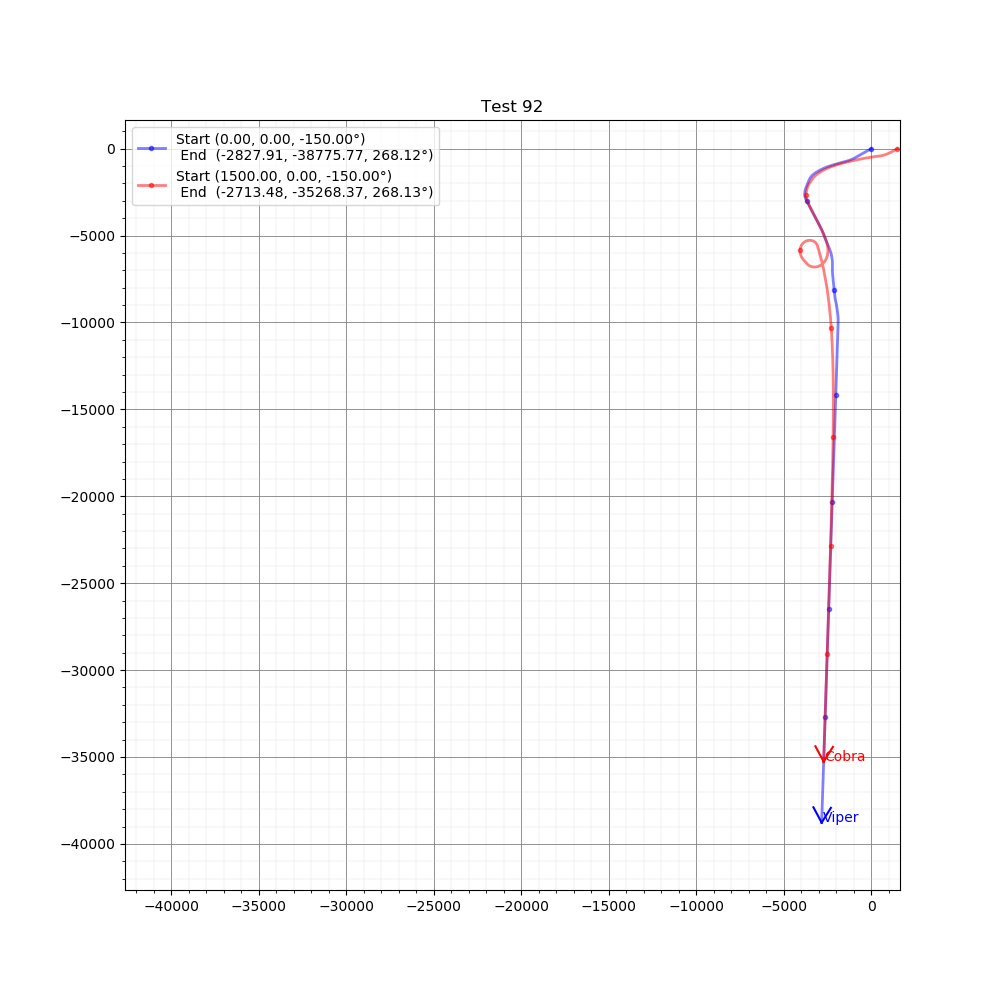 Test 92
Start (0.00, 0.00, -150.00°)
End  (-2827.91, -38775.77, 268.12°)
Start (1500.00, 0.00, -150.00°)
End  (-2713.48, -35268.37, 268.13°)
0
−5000
−10000
−15000
−20000
−25000
−30000
−35000
−40000
Cobra
Viper
−40000 −35000 −30000 −25000 −20000 −15000 −10000 −5000 0